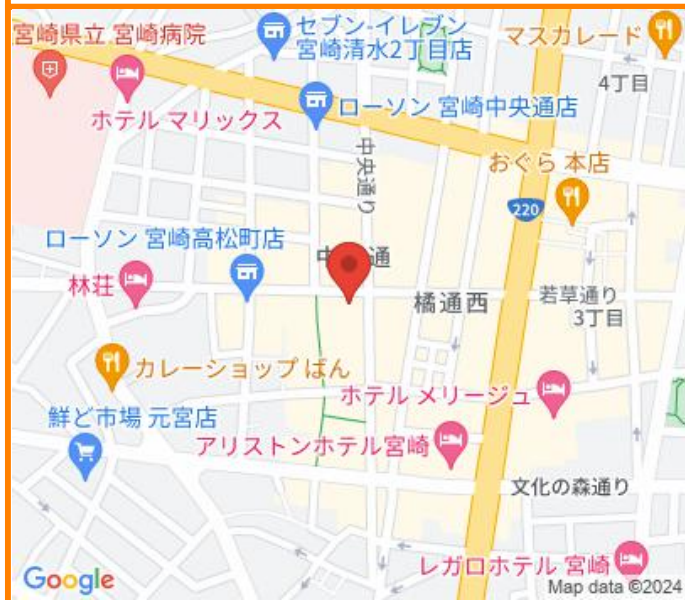 宮崎県立 宮崎病院
セブン-イレブン
宮崎清水2丁目店
マスカレード
4丁目
ホテル マリックス
ローソン 宮崎中央通店
中央通り
おぐら 本店
220
ローソン 宮崎高松町店
中
通
林荘
橘通西
若草通り
3丁目
カレーショップ ばん
ホテル メリージュ
鮮ど市場 元宮店
アリストンホテル宮崎
文化の森通り
レガロホテル 宮崎
Google
Map data ©2024